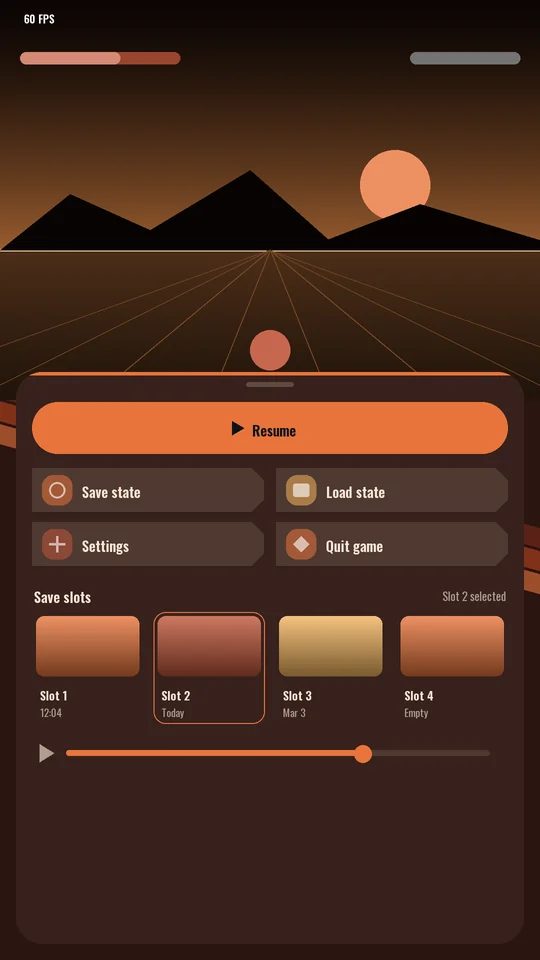 60 FPS
Resume
Save state
Load state
Settings
Quit game
Save slots
Slot 2 selected
Slot 1
12:04
Slot 2
Today
Slot 3
Mar 3
Slot 4
Empty